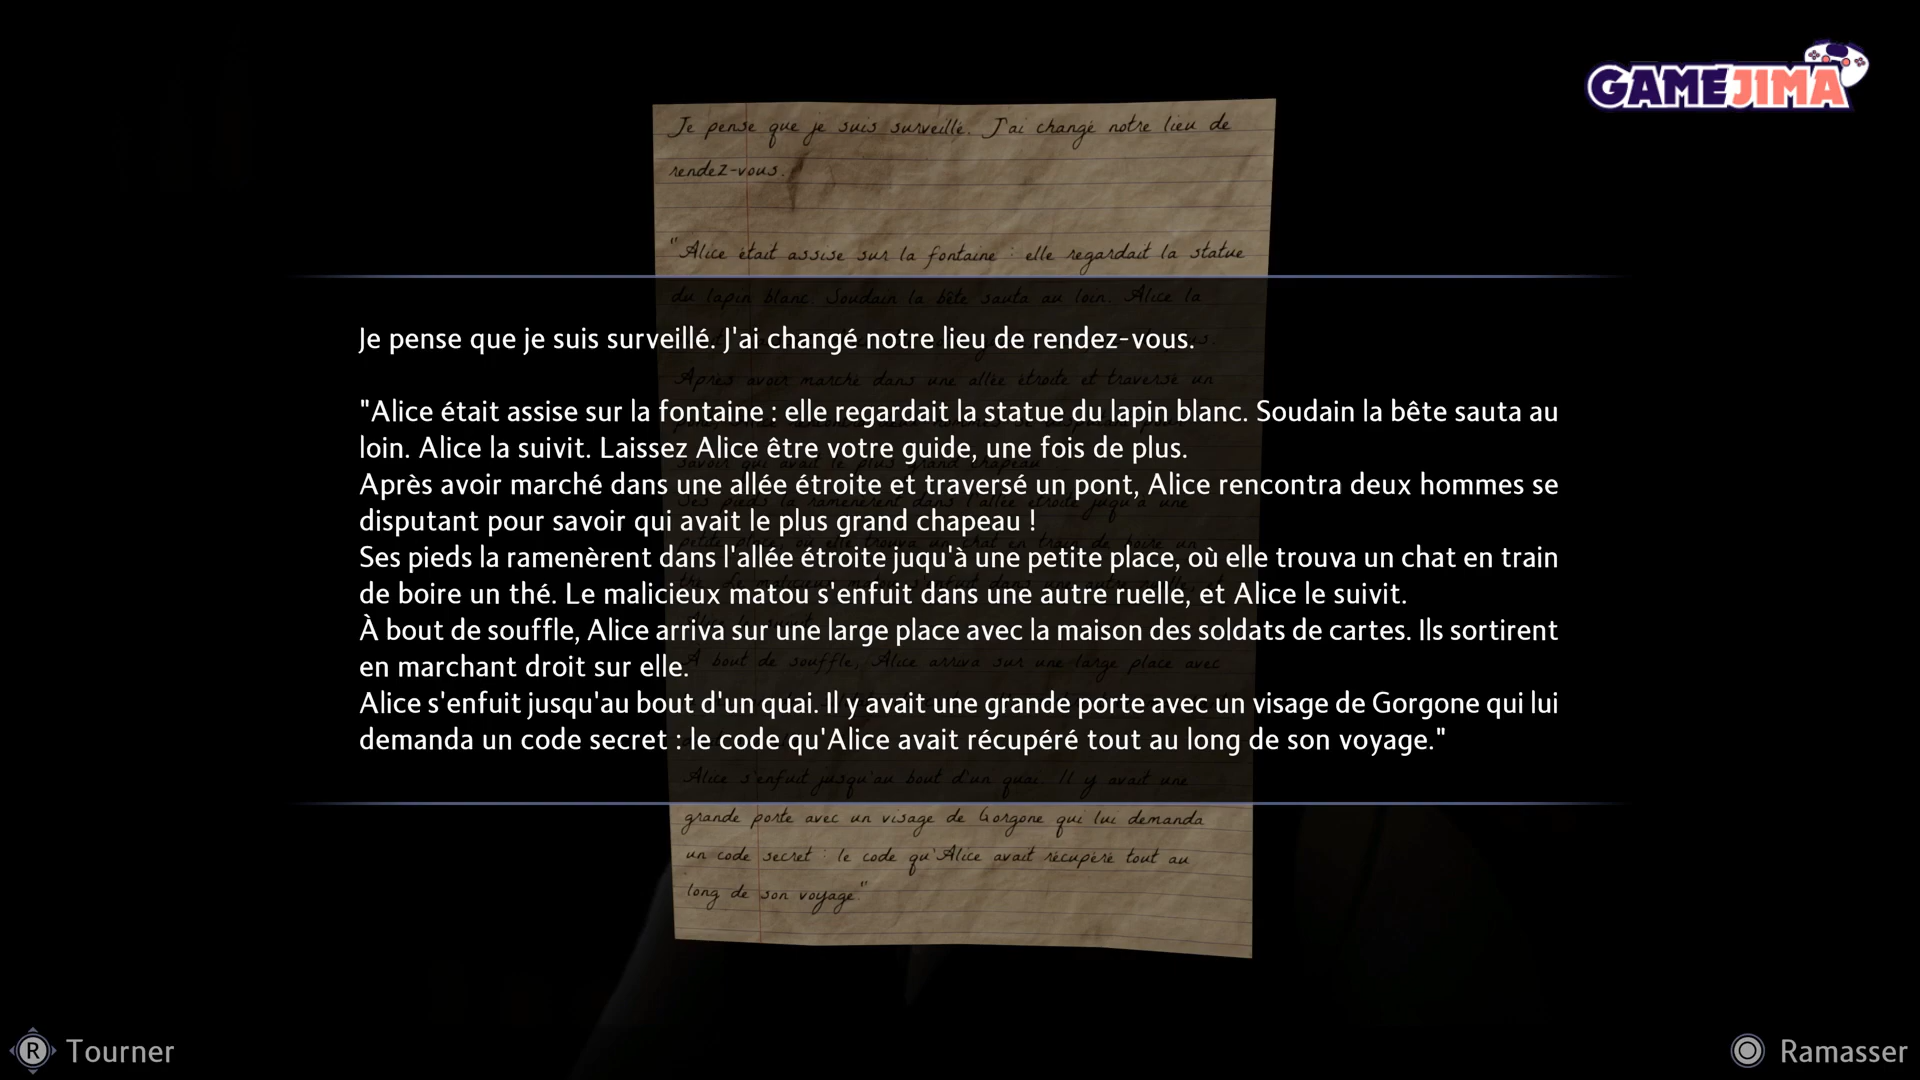 GAMEJIMA
Je pense que je suis surveillé. J'ai changé notre lieu de
rendez-vous.
"Alice était assise sur la fontaine : elle regardait la statue
du lapin blanc. Soudain la bête sauta au loin. Alice la
Je pense que je suis surveillé. J'ai changé notre lieu de rendez-vous.
"Alice était assise sur la fontaine : elle regardait la statue du lapin blanc. Soudain la bête sauta au
loin. Alice la suivit. Laissez Alice être votre guide, une fois de plus.
Après avoir marché dans une allée étroite et traversé un pont, Alice rencontra deux hommes se
disputant pour savoir qui avait le plus grand chapeau !
Ses pieds la ramenèrent dans l'allée étroite juqu'à une petite place, où elle trouva un chat en train
de boire un thé. Le malicieux matou s'enfuit dans une autre ruelle, et Alice le suivit.
À bout de souffle, Alice arriva sur une large place avec la maison des soldats de cartes. Ils sortirent
en marchant droit sur elle.
Alice s'enfuit jusqu'au bout d'un quai. Il y avait une grande porte avec un visage de Gorgone qui lui
demanda un code secret : le code qu'Alice avait récupéré tout au long de son voyage."
Alice s'enfuit jusqu'au bout d'un quai. Il y avait une
grande porte avec un visage de Gorgone qui lui demanda
un code secret : le code qu'Alice avait récupéré tout au
long de son voyage"
R Tourner
Ramasser